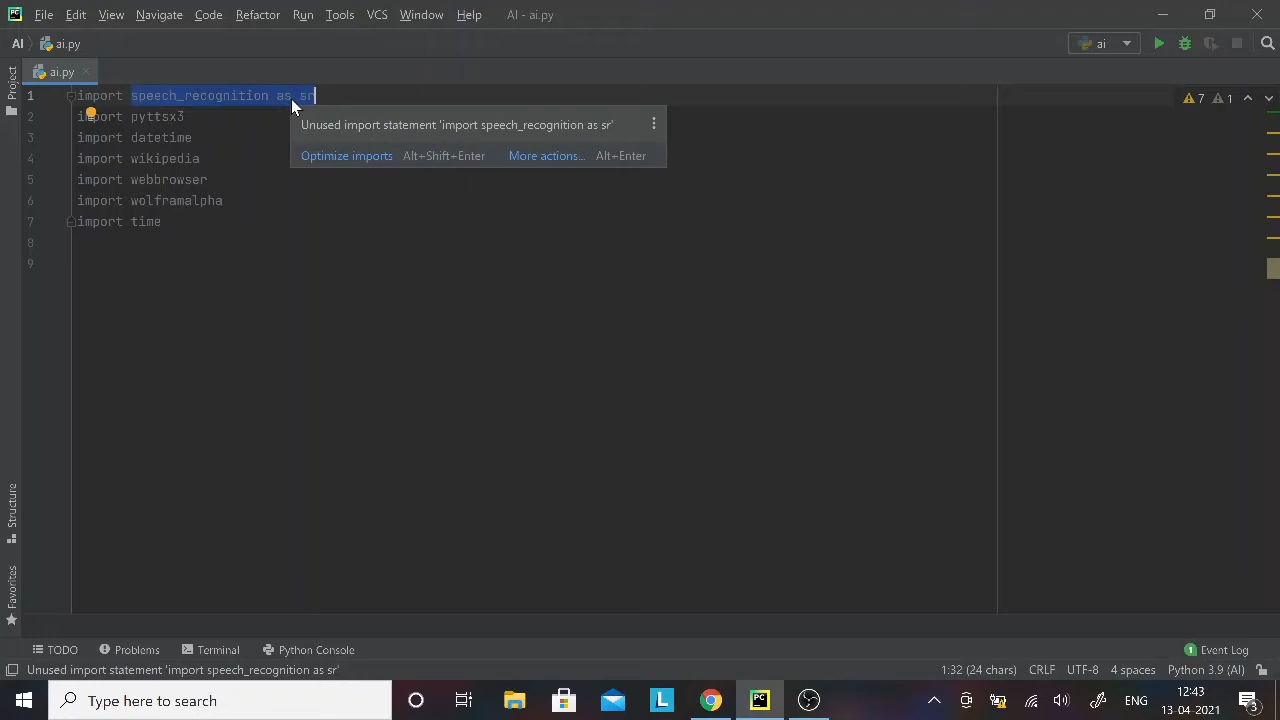 PC File Edit View Navigate Code Refactor Run Tools VCS Window Help AI - ai.py
AI ai.py ai
Project
ai.py
1 import speech_recognition as sr
7 1
2 import pyttsx3
Unused import statement 'import speech_recognition as sr'
3 import datetime
Optimize imports Alt+Shift+Enter More actions... Alt+Enter
4 import wikipedia
5 import webbrowser
6 import wolframalpha
7 import time
8
9
Structure
Favorites
TODO Problems Terminal Python Console 1 Event Log
Unused import statement 'import speech_recognition as sr' 1:32 (24 chars) CRLF UTF-8 4 spaces Python 3.9 (AI)
Type here to search L PC ENG 12:43
13-04-2021 3